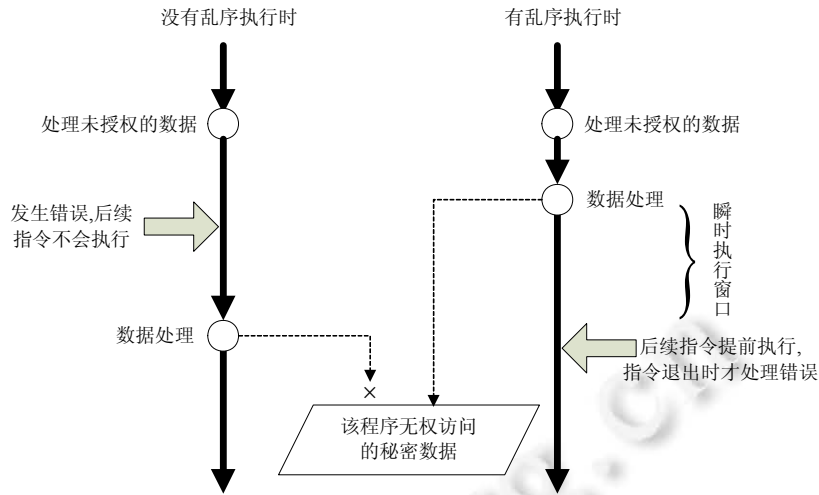 没有乱序执行时
有乱序执行时
处理未授权的数据
处理未授权的数据
发生错误,后续
指令不会执行
数据处理
瞬时执行窗口
数据处理
后续指令提前执行,
指令退出时才处理错误
×
该程序无权访问
的秘密数据